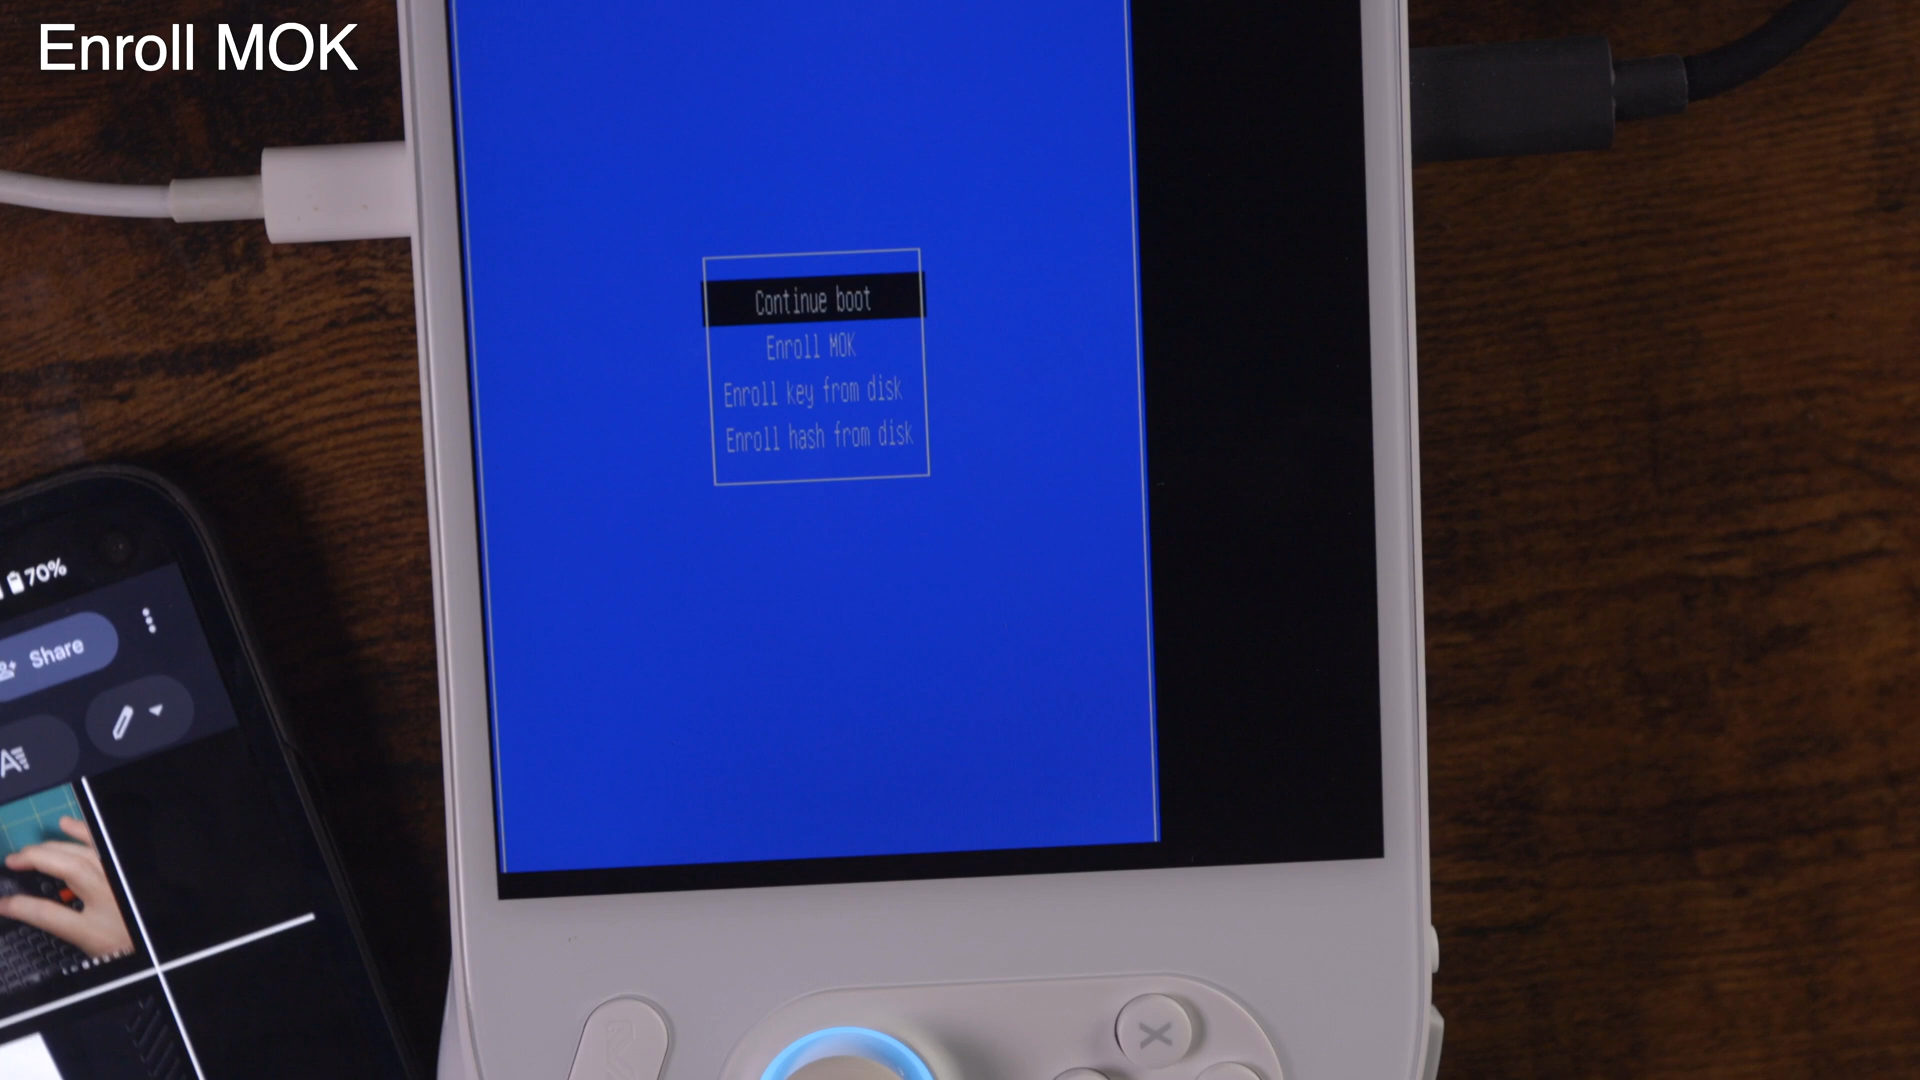 Enroll MOK
Continue boot
Enroll MOK
Enroll key from disk
Enroll hash from disk
70%
Share
A
X